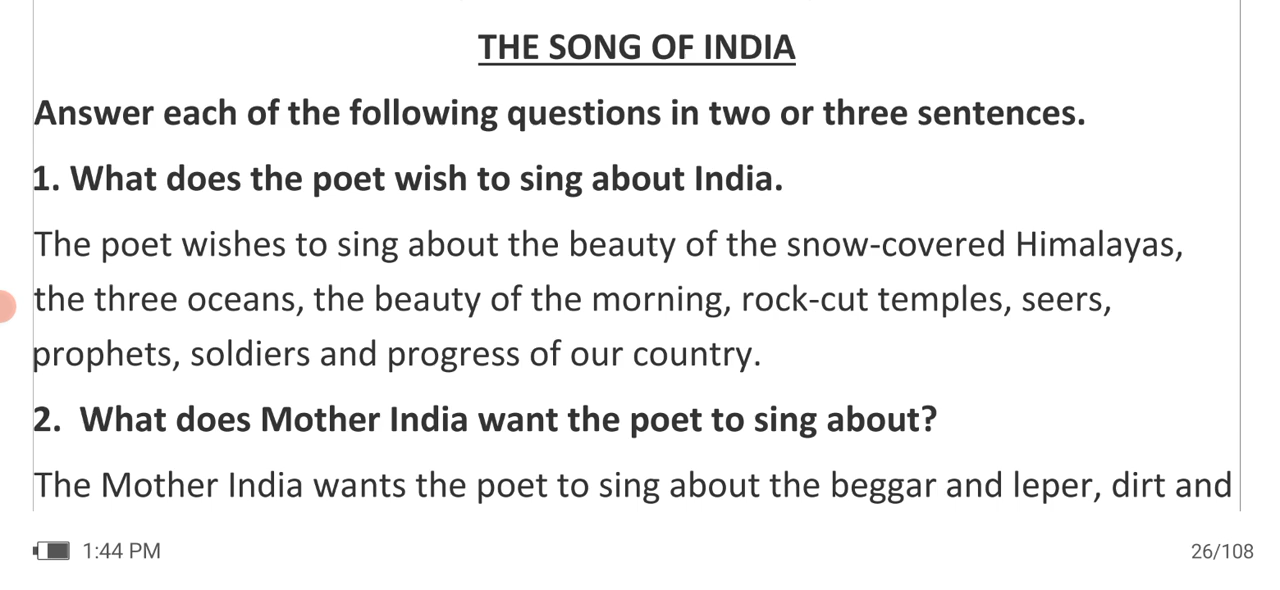 THE SONG OF INDIA
Answer each of the following questions in two or three sentences.
1. What does the poet wish to sing about India.
The poet wishes to sing about the beauty of the snow-covered Himalayas,
the three oceans, the beauty of the morning, rock-cut temples, seers,
prophets, soldiers and progress of our country.
2.  What does Mother India want the poet to sing about?
The Mother India wants the poet to sing about the beggar and leper, dirt and
1:44 PM
26/108